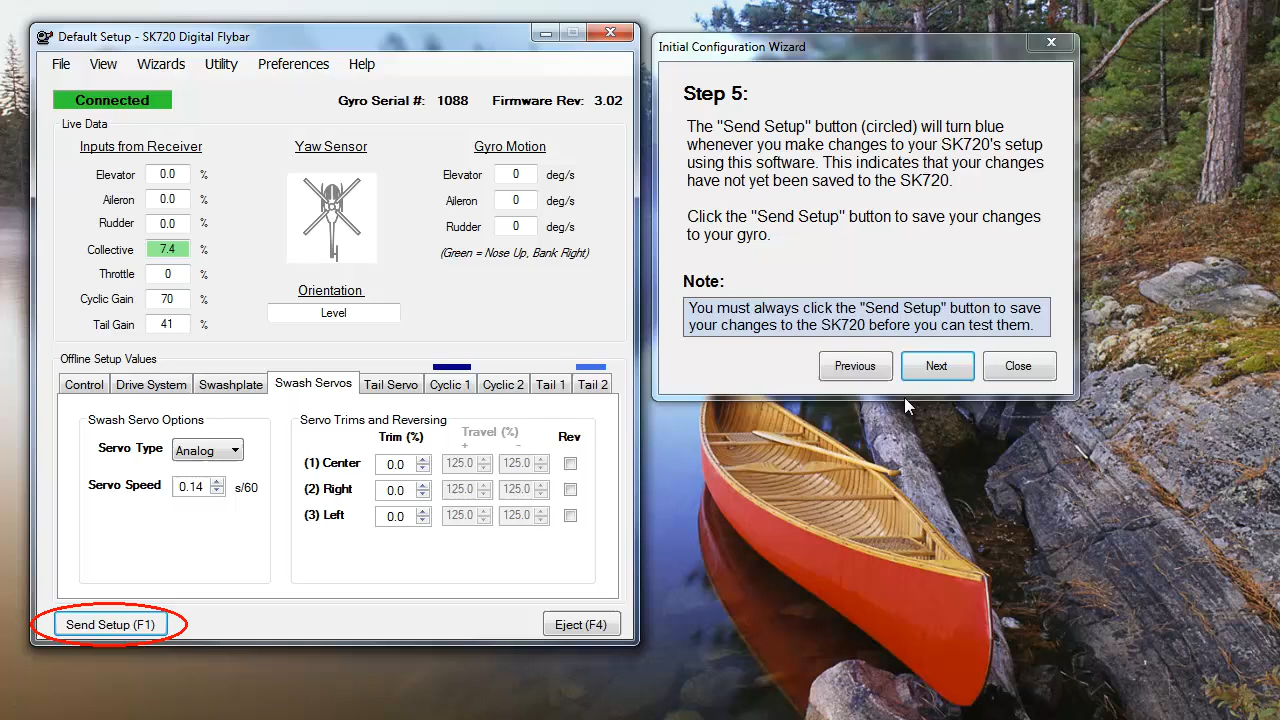 Default Setup - SK720 Digital Flybar
File View Wizards Utility Preferences Help
Connected Gyro Serial #: 1088 Firmware Rev: 3.02
Live Data
Inputs from Receiver
Elevator 0.0 %
Aileron 0.0 %
Rudder 0.0 %
Collective 7.4 %
Throttle 0 %
Cyclic Gain 70 %
Tail Gain 41 %
Yaw Sensor
Orientation
Level
Gyro Motion
Elevator 0 deg/s
Aileron 0 deg/s
Rudder 0 deg/s
(Green = Nose Up, Bank Right)
Offline Setup Values
Control Drive System Swashplate Swash Servos Tail Servo Cyclic 1 Cyclic 2 Tail 1 Tail 2
Swash Servo Options
Servo Type Analog
Servo Speed 0.14 s/60
Servo Trims and Reversing
Trim (%) Travel (%) Rev
+ -
(1) Center 0.0 125.0 125.0
(2) Right 0.0 125.0 125.0
(3) Left 0.0 125.0 125.0
Send Setup (F1) Eject (F4)
Initial Configuration Wizard
Step 5:
The "Send Setup" button (circled) will turn blue
whenever you make changes to your SK720's setup
using this software. This indicates that your changes
have not yet been saved to the SK720.
Click the "Send Setup" button to save your changes
to your gyro.
Note:
You must always click the "Send Setup" button to save
your changes to the SK720 before you can test them.
Previous Next Close